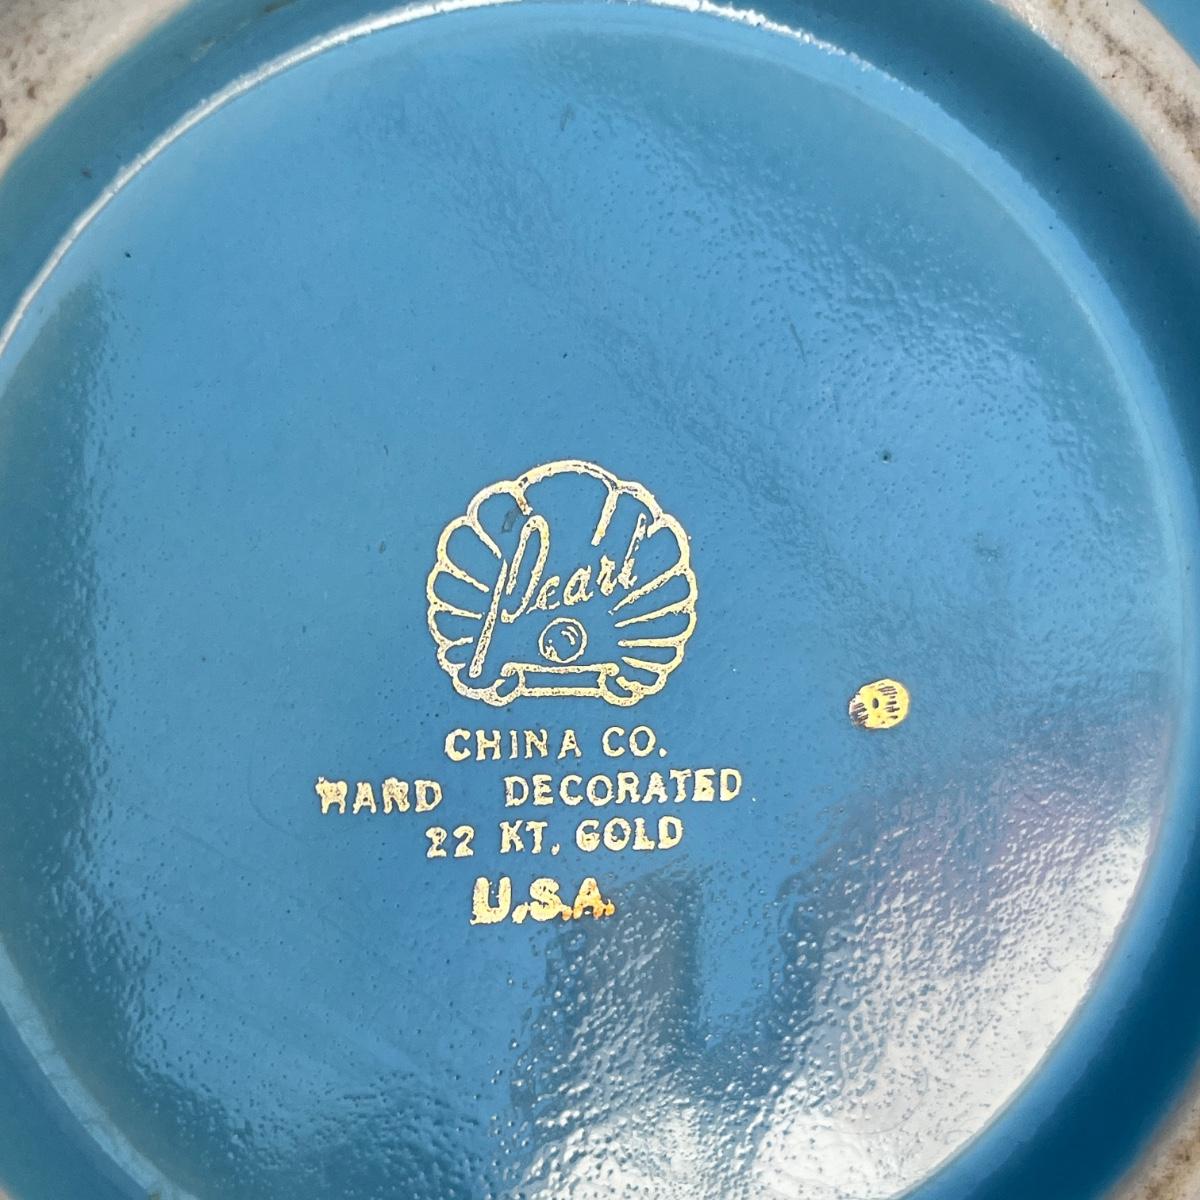 Pearl
CHINA CO.
HAND DECORATED
22 KT. GOLD
U.S.A.